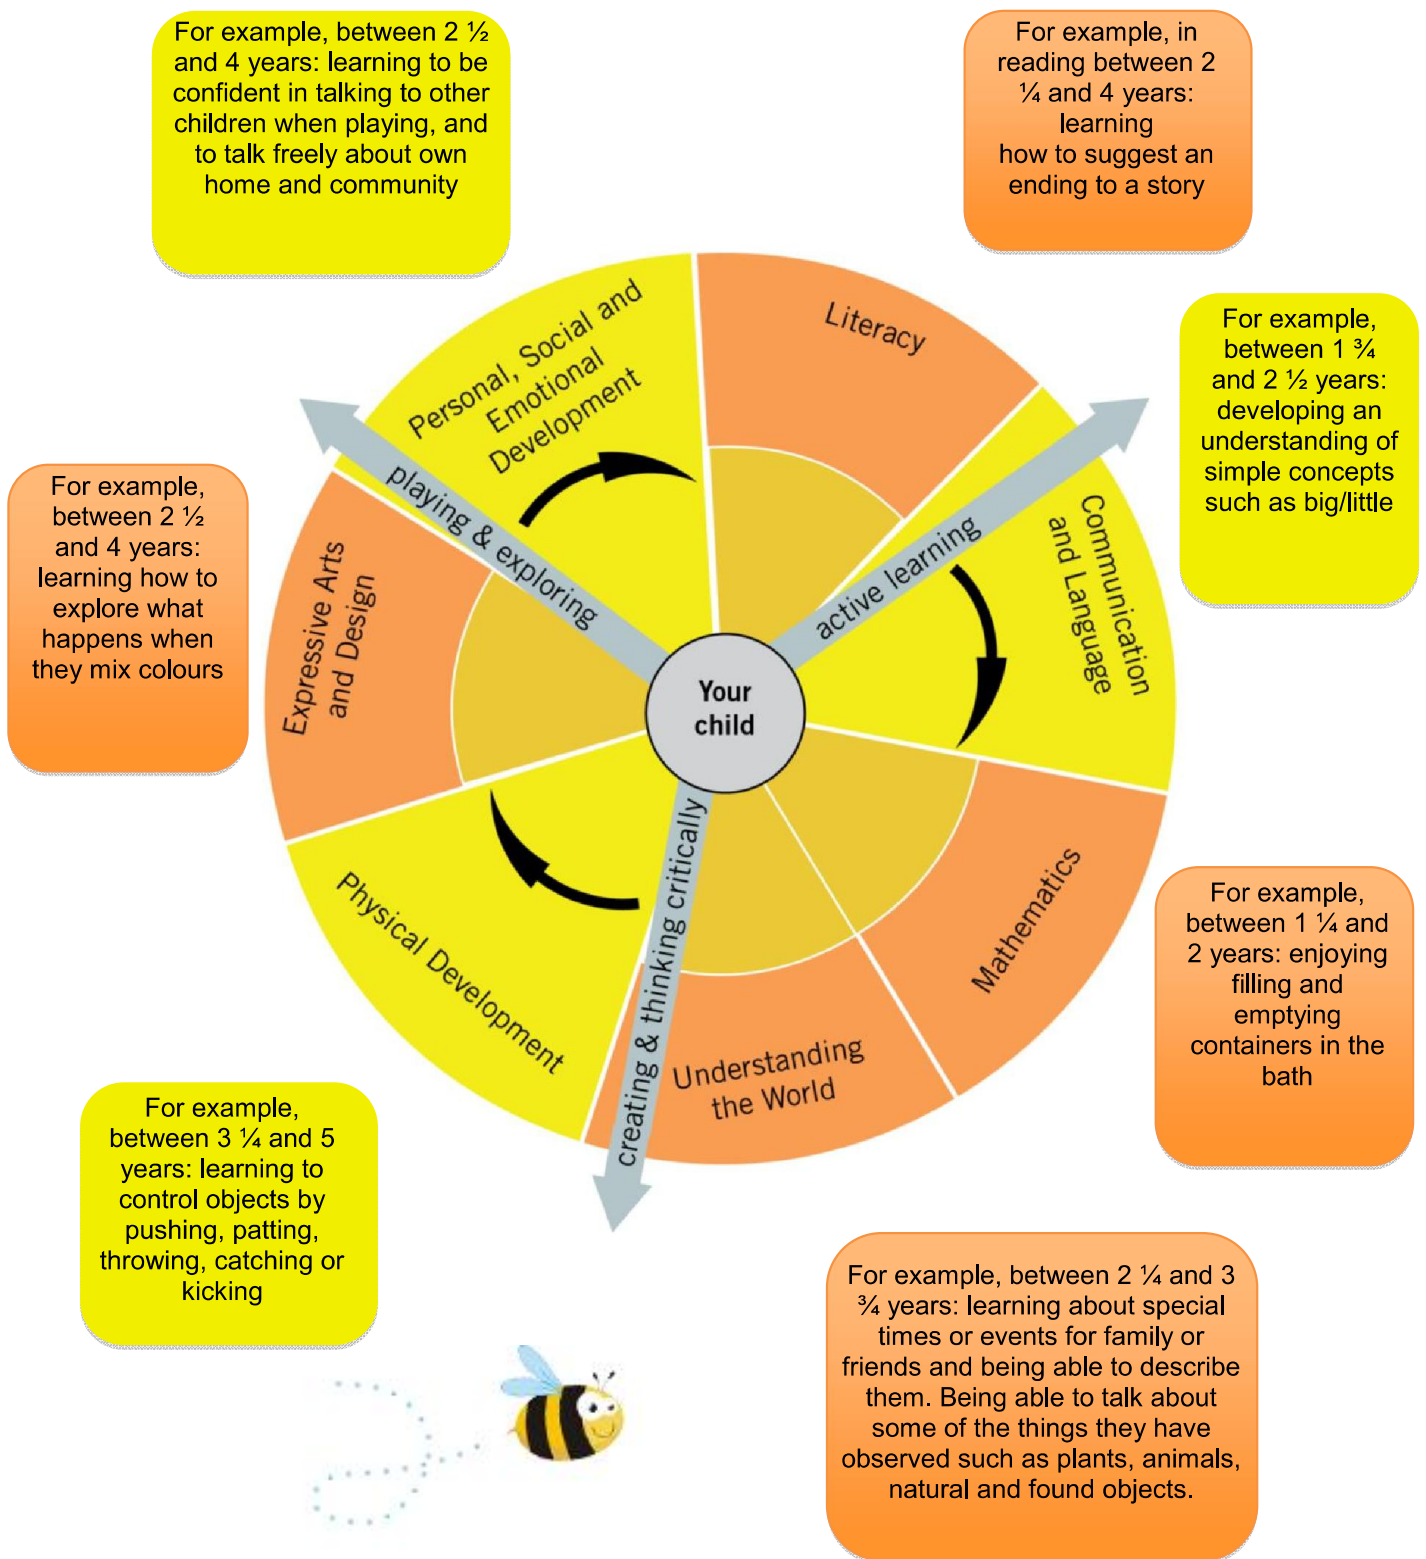 For example, between 2 ½
and 4 years: learning to be
confident in talking to other
children when playing, and
to talk freely about own
home and community
For example, in
reading between 2
¼ and 4 years:
learning
how to suggest an
ending to a story
For example,
between 1 ¾
and 2 ½ years:
developing an
understanding of
simple concepts
such as big/little
For example,
between 2 ½
and 4 years:
learning how to
explore what
happens when
they mix colours
Personal, Social and
Emotional
Development
Literacy
Communication
and Language
Mathematics
Understanding
the World
Physical Development
Expressive Arts
and Design
playing & exploring
active learning
creating & thinking critically
Your
child
For example,
between 1 ¼ and
2 years: enjoying
filling and
emptying
containers in the
bath
For example,
between 3 ¼ and 5
years: learning to
control objects by
pushing, patting,
throwing, catching or
kicking
For example, between 2 ¼ and 3
¾ years: learning about special
times or events for family or
friends and being able to describe
them. Being able to talk about
some of the things they have
observed such as plants, animals,
natural and found objects.